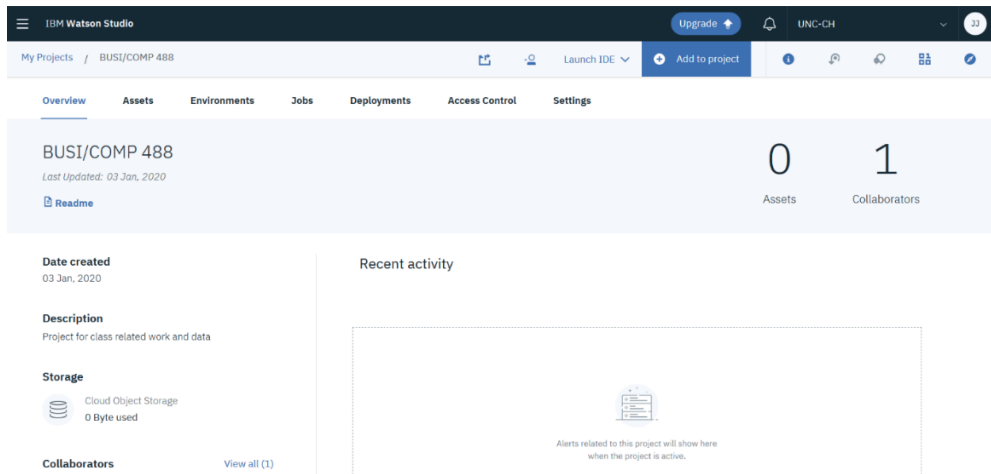 IBM Watson Studio
Upgrade
UNC-CH
JJ
My Projects / BUSI/COMP 488
Launch IDE
Add to project
Overview Assets Environments Jobs Deployments Access Control Settings
BUSI/COMP 488
Last Updated: 03 Jan, 2020
Readme
0
Assets
1
Collaborators
Date created
03 Jan, 2020
Description
Project for class related work and data
Storage
Cloud Object Storage
0 Byte used
Collaborators
View all (1)
Recent activity
Alerts related to this project will show here
when the project is active.